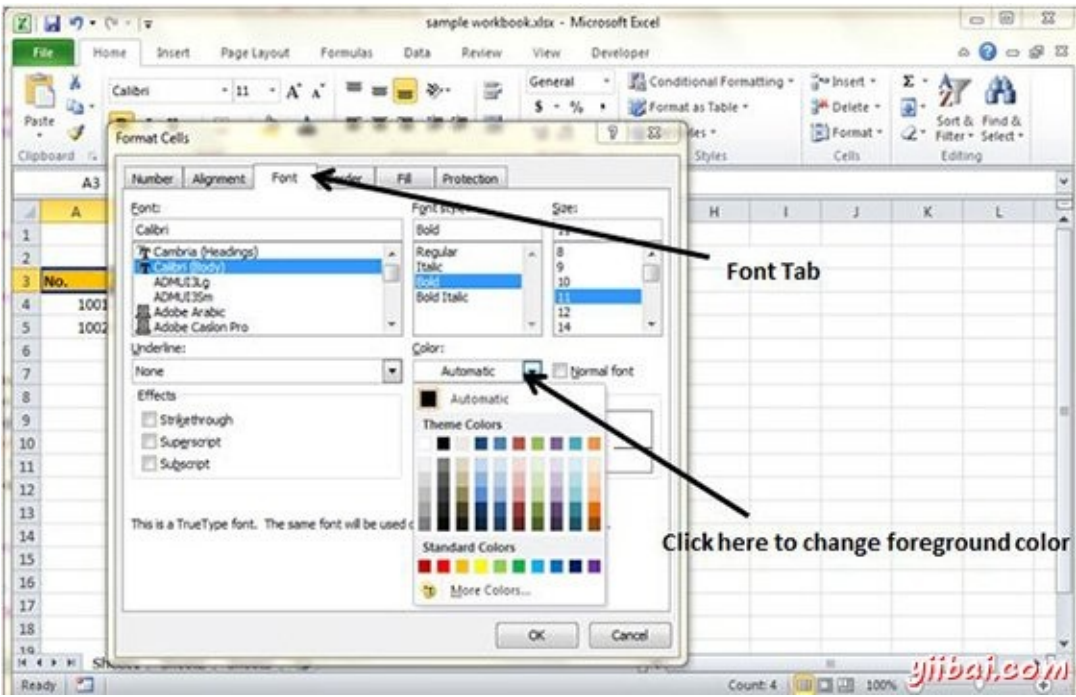 sample workbook.xlsx - Microsoft Excel
File Home Insert Page Layout Formulas Data Review View Developer
Calibri 11 General Conditional Formatting Insert Σ
Paste $ % Format as Table Delete Sort & Find &
Format Filter Select
Clipboard Styles Cells Editing
Format Cells
A3 Number Alignment Font Fill Protection
A H I J K L
Font: Font style: Size:
Calibri Bold 11
Cambria (Headings) Regular 8
Calibri (Body) Italic 9
ADMUI3Lg Bold 10
ADMUI3Sm Bold Italic 11
Adobe Arabic 12
Adobe Caslon Pro 14
Font Tab
1
2
3 No.
4 1001
5 1002
6
7
8
9
10
11
12
13
14
15
16
17
18
19
Underline: Color:
None Automatic Normal font
Effects Automatic
Strikethrough Theme Colors
Superscript
Subscript
This is a TrueType font. The same font will be used
Click here to change foreground color
Standard Colors
More Colors...
OK Cancel
Ready Count: 4 100%
yiibai.com